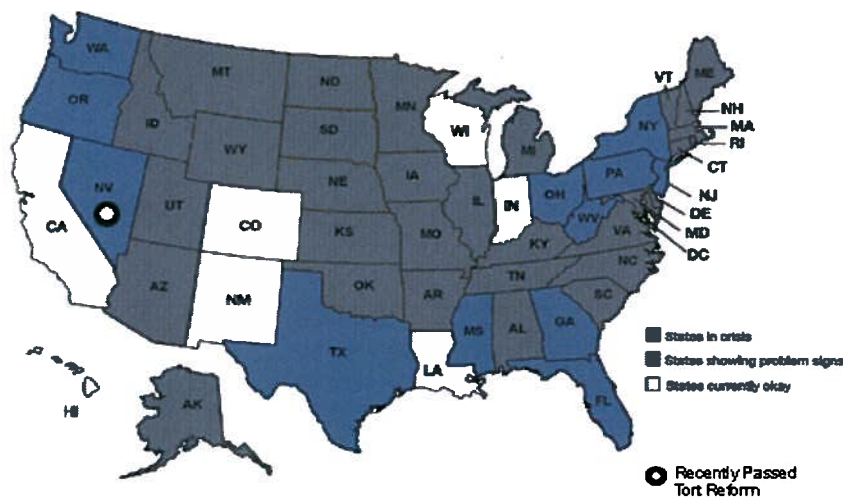 WA
MT
ND
MN
VT
ME
OR
ID
SD
WI
NY
NH
MA
WY
MI
RI
CT
NV
NE
IA
PA
NJ
CA
UT
CO
IL
IN
OH
WV
DE
MD
KS
MO
KY
VA
DC
AZ
NM
OK
AR
TN
NC
SC
TX
LA
MS
AL
GA
FL
HI
AK
States in crisis
States showing problem signs
States currently okay
Recently Passed
Tort Reform